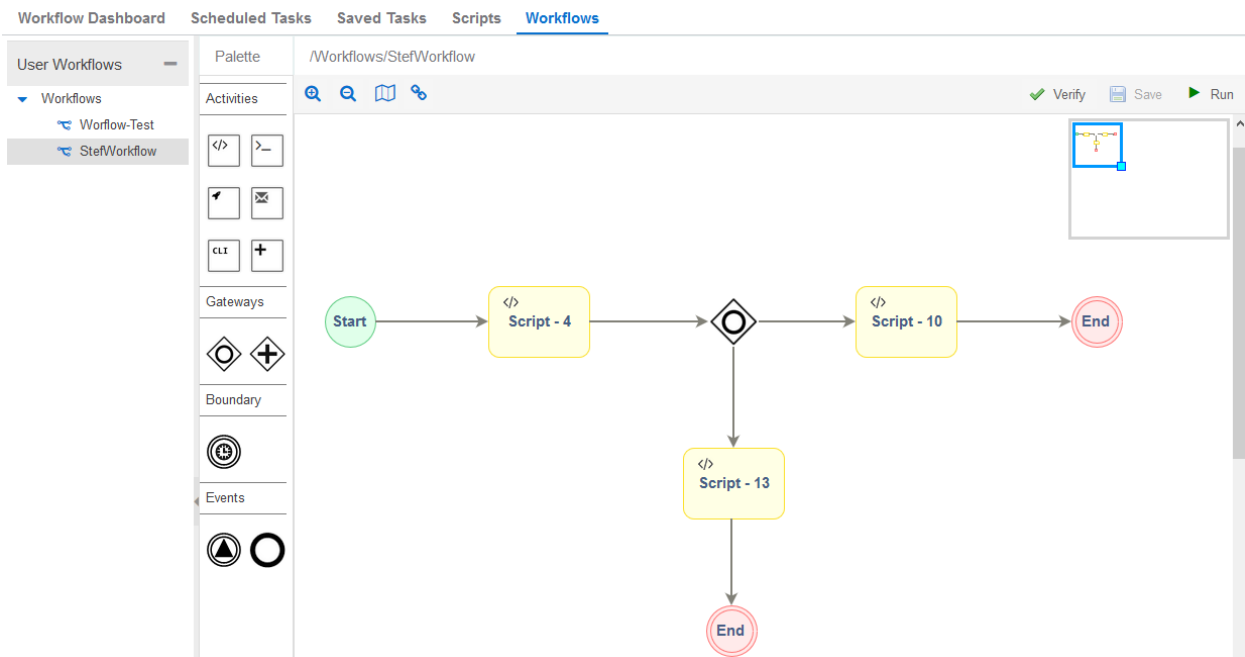 Workflow Dashboard Scheduled Tasks Saved Tasks Scripts Workflows
User Workflows
Workflows
Worflow-Test
StefWorkflow
Palette
Activities
</>
>_
CLI
Gateways
Boundary
Events
/Workflows/StefWorkflow
Verify Save Run
Start
</>
Script - 4
</>
Script - 10
End
</>
Script - 13
End